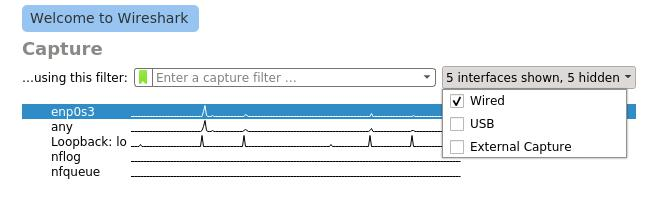 Welcome to Wireshark
Capture
...using this filter: Enter a capture filter ... 5 interfaces shown, 5 hidden
Wired
USB
External Capture
enp0s3
any
Loopback: lo
nflog
nfqueue